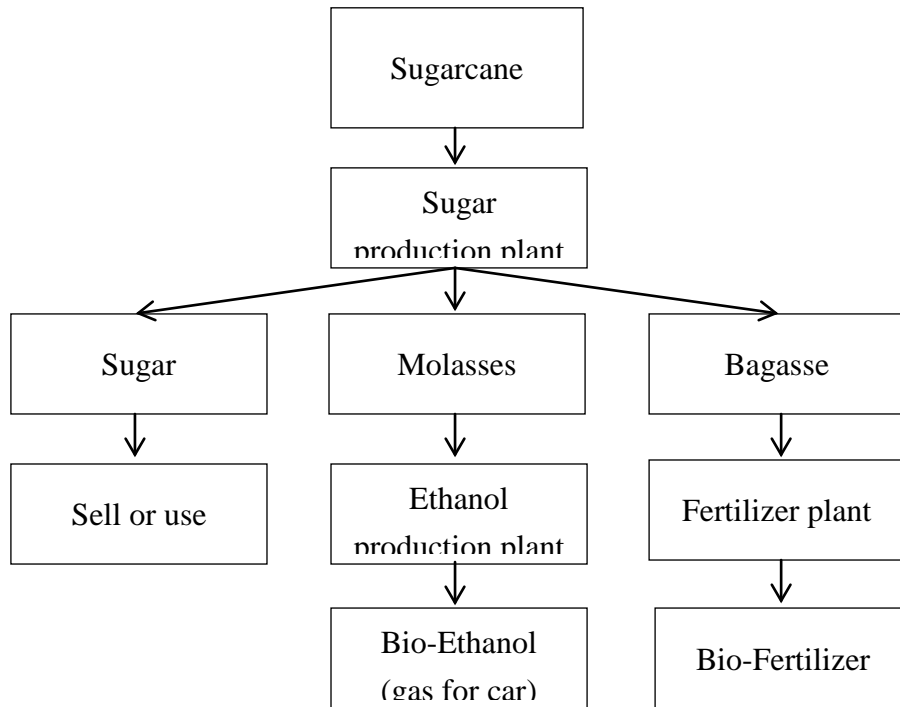 Sugarcane
Sugar
production plant
Sugar
Molasses
Bagasse
Sell or use
Ethanol
production plant
Fertilizer plant
Bio-Ethanol
(gas for car)
Bio-Fertilizer